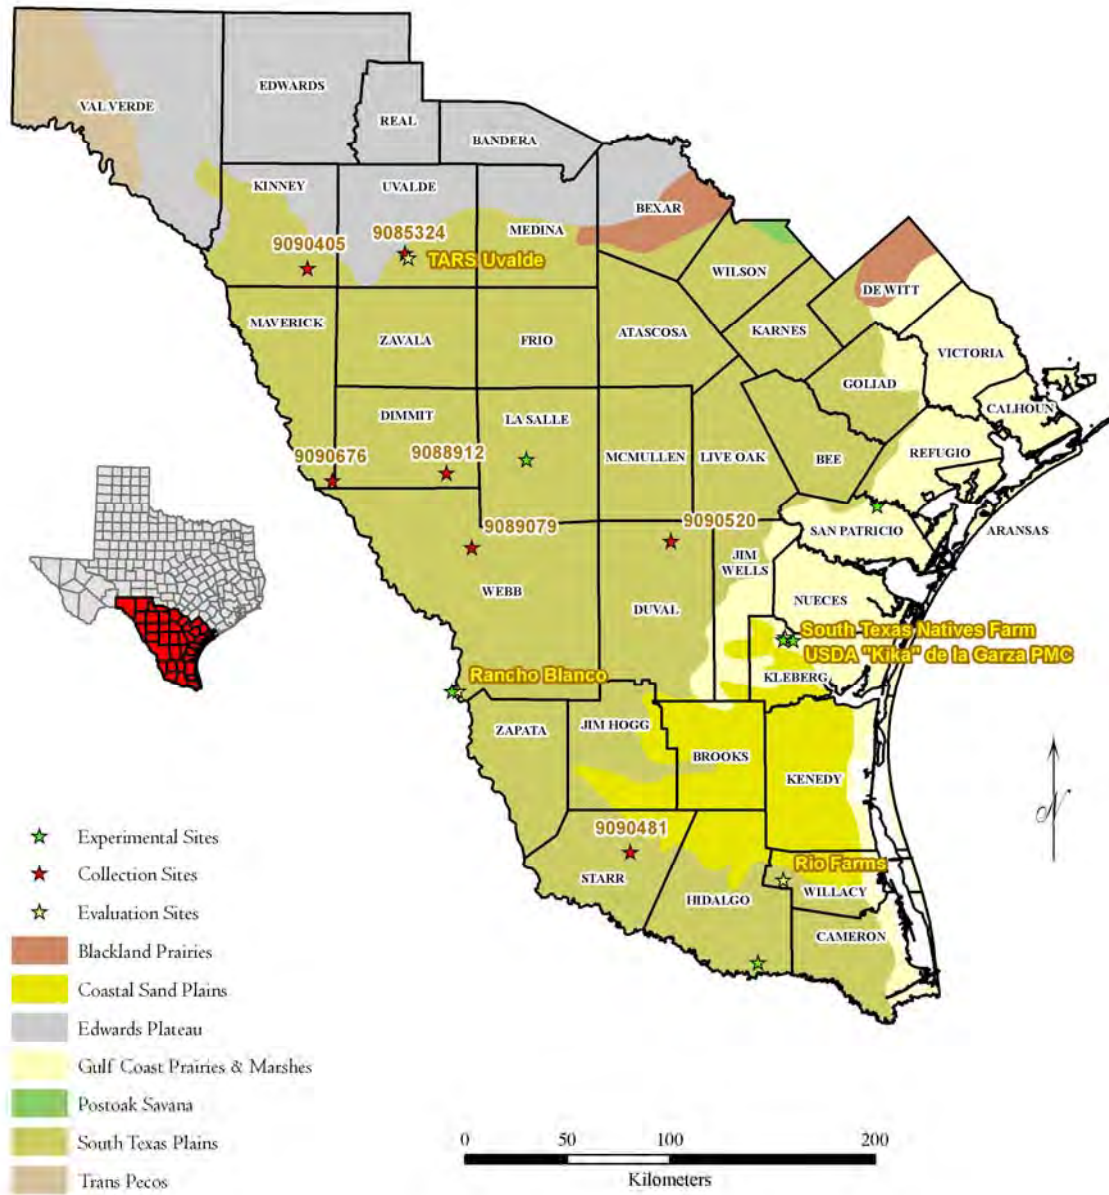 EDWARDS
VAL VERDE
REAL
BANDERA
KINNEY
UVALDE
BEXAR
MEDINA
9090405
9085324
TARS Uvalde
WILSON
DE WITT
MAVERICK
ZAVALA
FRIO
ATASCOSA
KARNES
VICTORIA
GOLIAD
CALHOUN
DIMMIT
LA SALLE
9090676
9088912
MCMULLEN
LIVE OAK
BEE
REFUGIO
9089079
9090520
SAN PATRICIO
ARANSAS
JIM
WELLS
WEBB
DUVAL
NUECES
South Texas Natives Farm
USDA "Kika" de la Garza PMC
Rancho Blanco
KLEBERG
ZAPATA
JIM HOGG
BROOKS
KENEDY
9090481
Rio Farms
STARR
HIDALGO
WILLACY
CAMERON
N
Experimental Sites
Collection Sites
Evaluation Sites
Blackland Prairies
Coastal Sand Plains
Edwards Plateau
Gulf Coast Prairies & Marshes
Postoak Savana
South Texas Plains
Trans Pecos
0 50 100 200
Kilometers